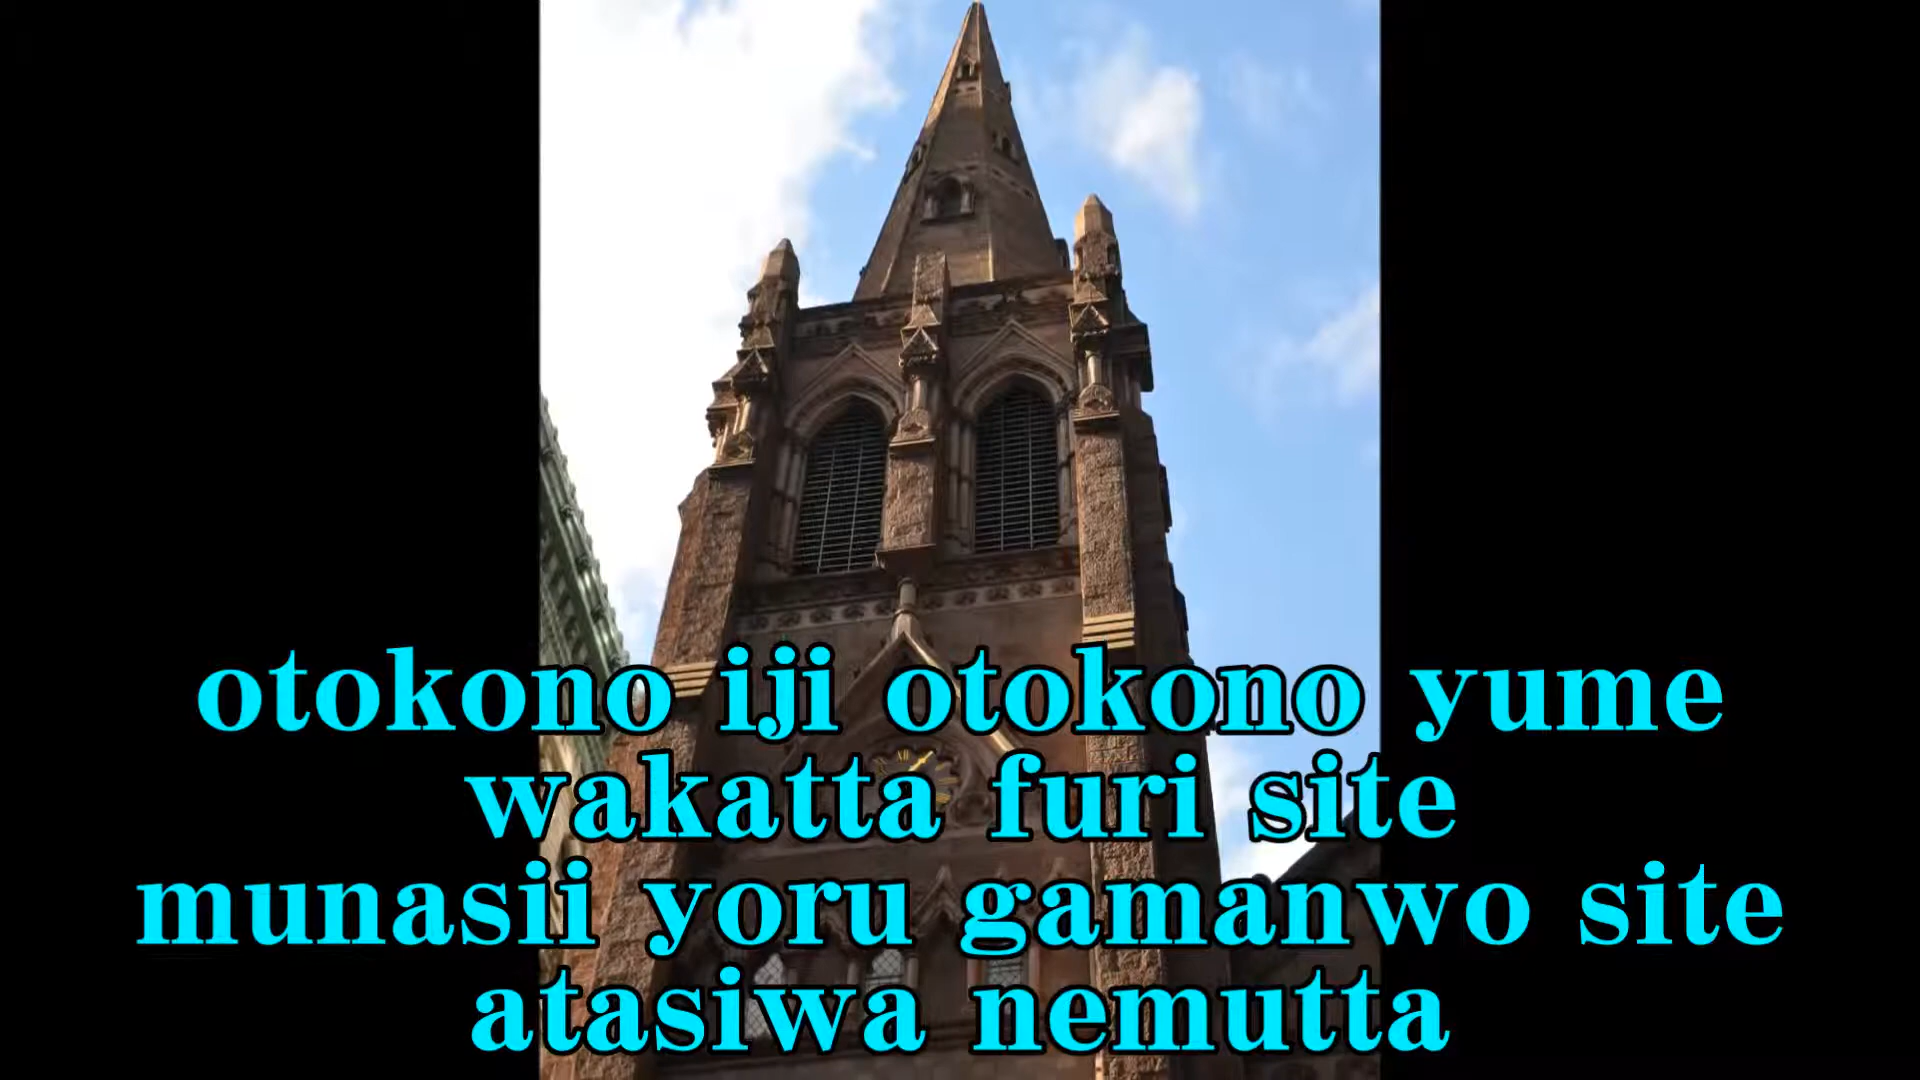 otokono iji otokono yume
wakatta furi site
munasii yoru gamanwo site
atasiwa nemutta